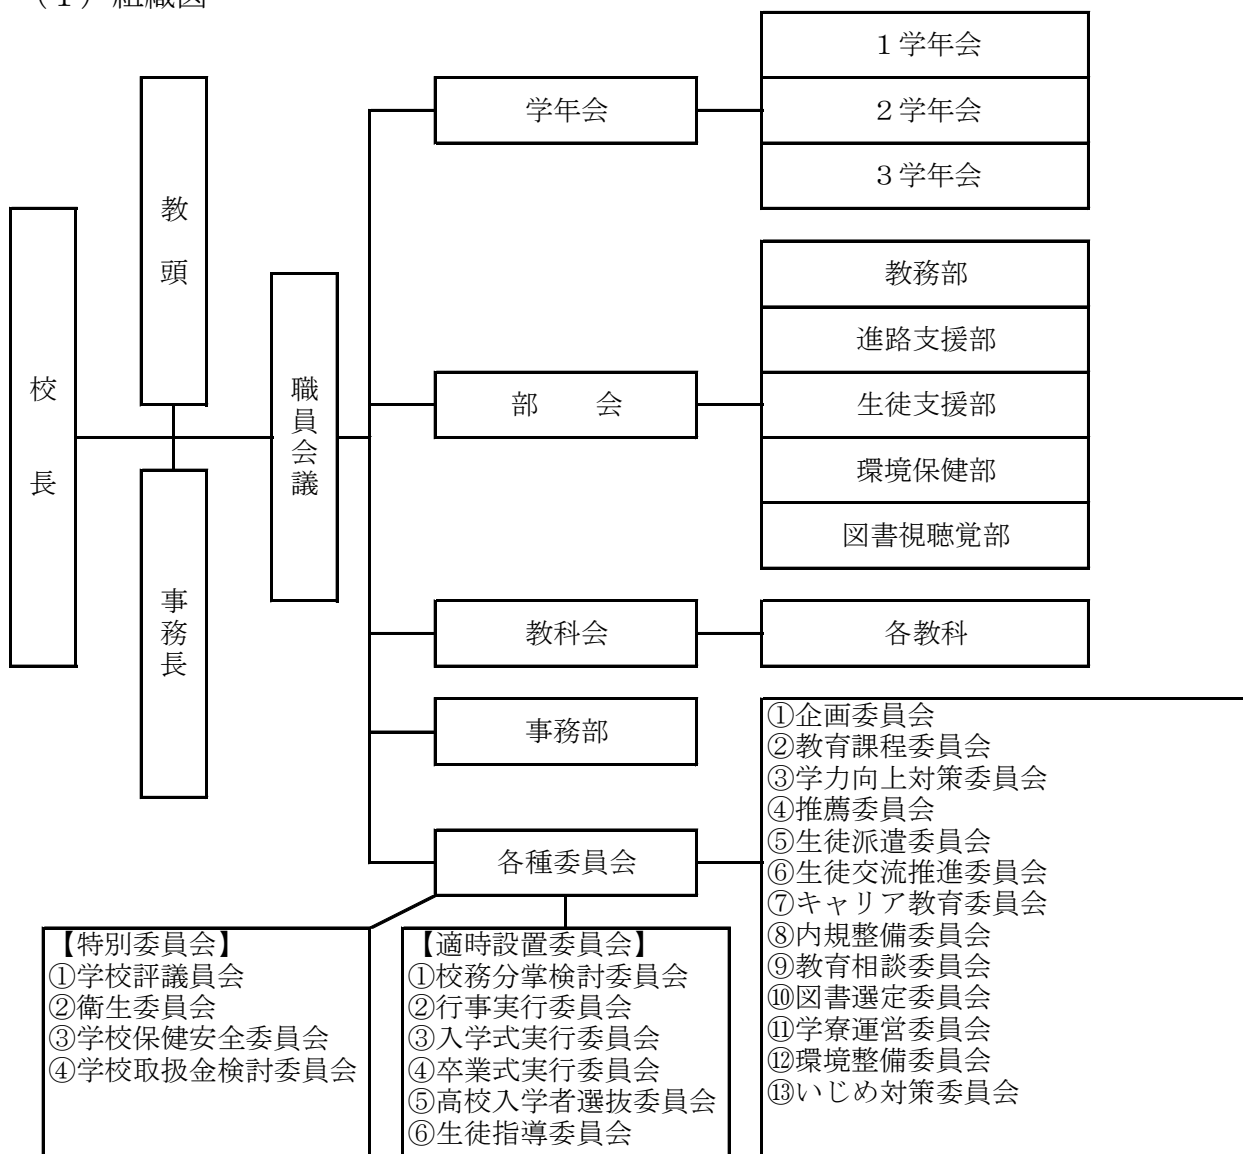 （１）組織図
校長
教頭
事務長
職員会議
学年会
１学年会
２学年会
３学年会
部　会
教務部
進路支援部
生徒支援部
環境保健部
図書視聴覚部
教科会
各教科
事務部
各種委員会
①企画委員会
②教育課程委員会
③学力向上対策委員会
④推薦委員会
⑤生徒派遣委員会
⑥生徒交流推進委員会
⑦キャリア教育委員会
⑧内規整備委員会
⑨教育相談委員会
⑩図書選定委員会
⑪学寮運営委員会
⑫環境整備委員会
⑬いじめ対策委員会
【特別委員会】
①学校評議員会
②衛生委員会
③学校保健安全委員会
④学校取扱金検討委員会
【適時設置委員会】
①校務分掌検討委員会
②行事実行委員会
③入学式実行委員会
④卒業式実行委員会
⑤高校入学者選抜委員会
⑥生徒指導委員会